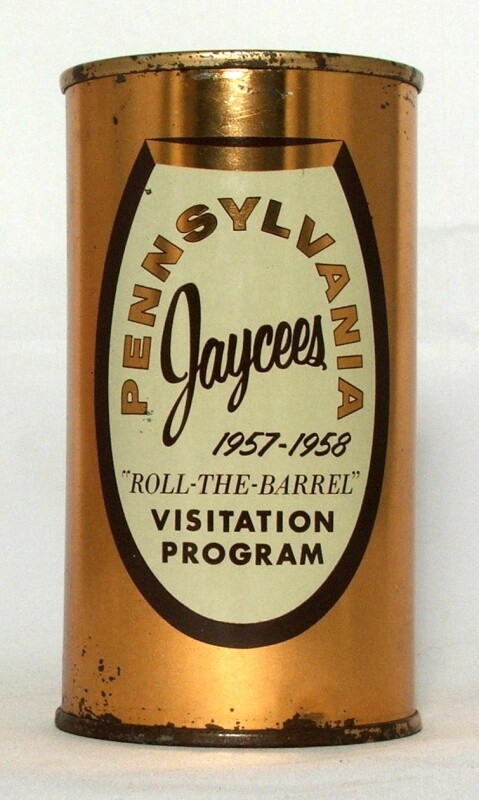 PENNSYLVANIA
Jaycees
1957-1958
"ROLL-THE-BARREL"
VISITATION
PROGRAM